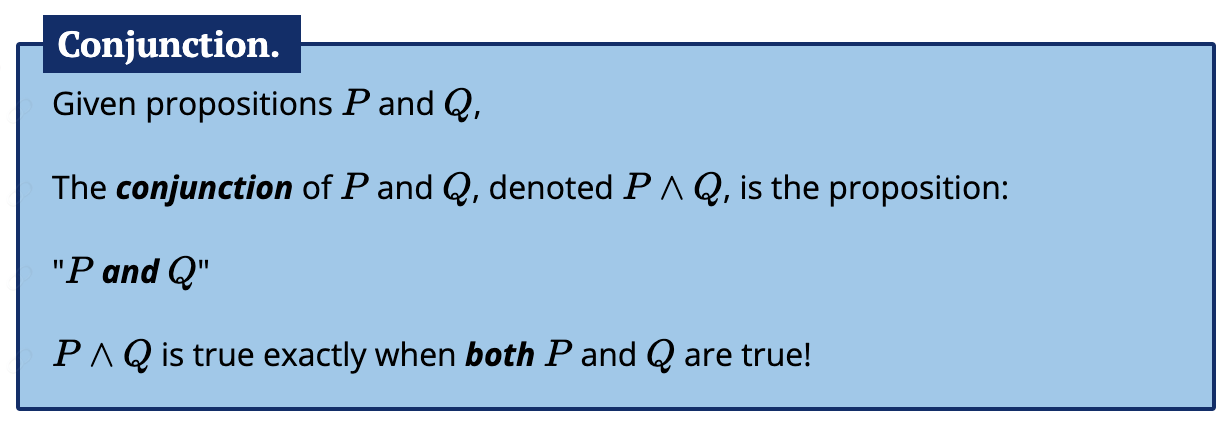 Conjunction.
Given propositions P and Q,
The conjunction of P and Q, denoted P ∧ Q, is the proposition:
"P and Q"
P ∧ Q is true exactly when both P and Q are true!